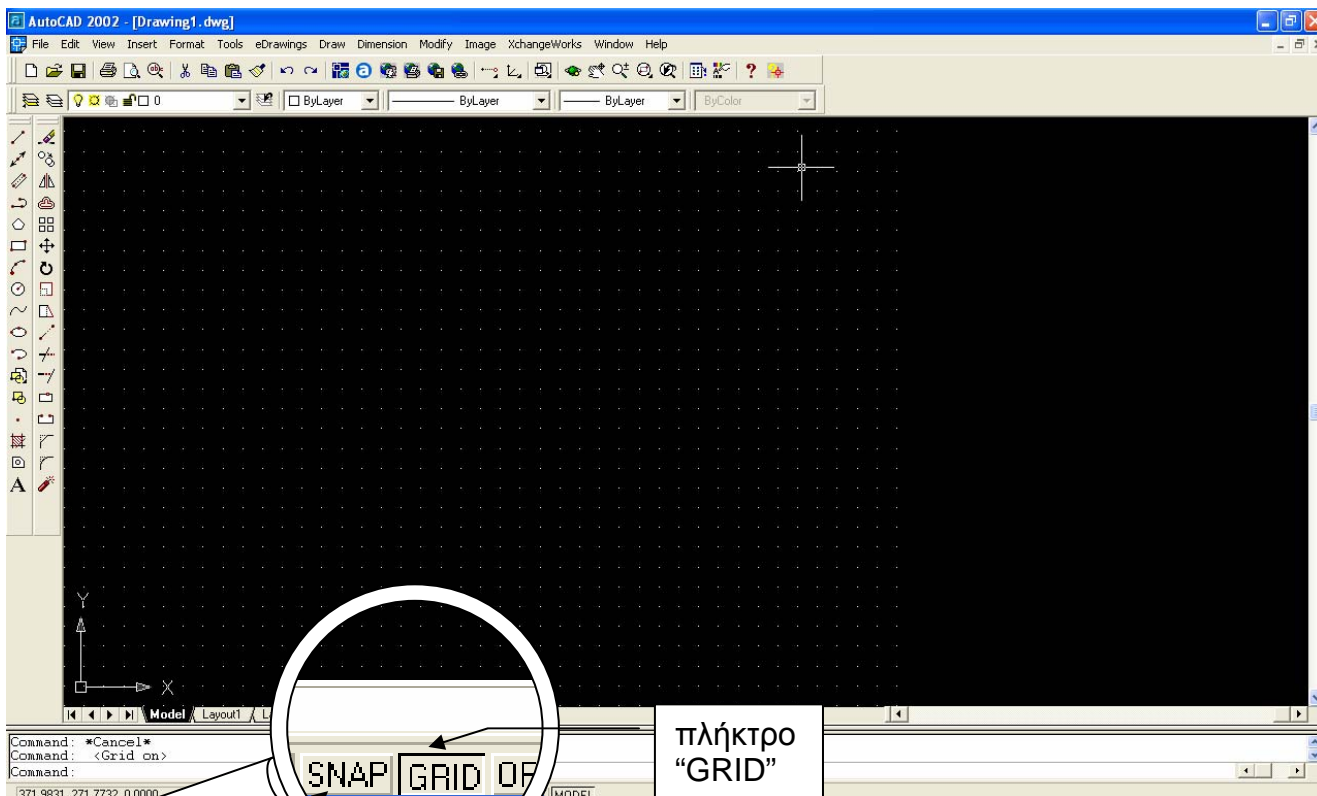 AutoCAD 2002 - [Drawing1.dwg]
File Edit View Insert Format Tools eDrawings Draw Dimension Modify Image XchangeWorks Window Help
0 ByLayer ByLayer ByLayer ByColor
A
Y
X
Model Layout1
Command: *Cancel*
Command: <Grid on>
Command:
SNAP GRID
πλήκτρο
“GRID”
371.9831, 271.7732, 0.0000
MODEL